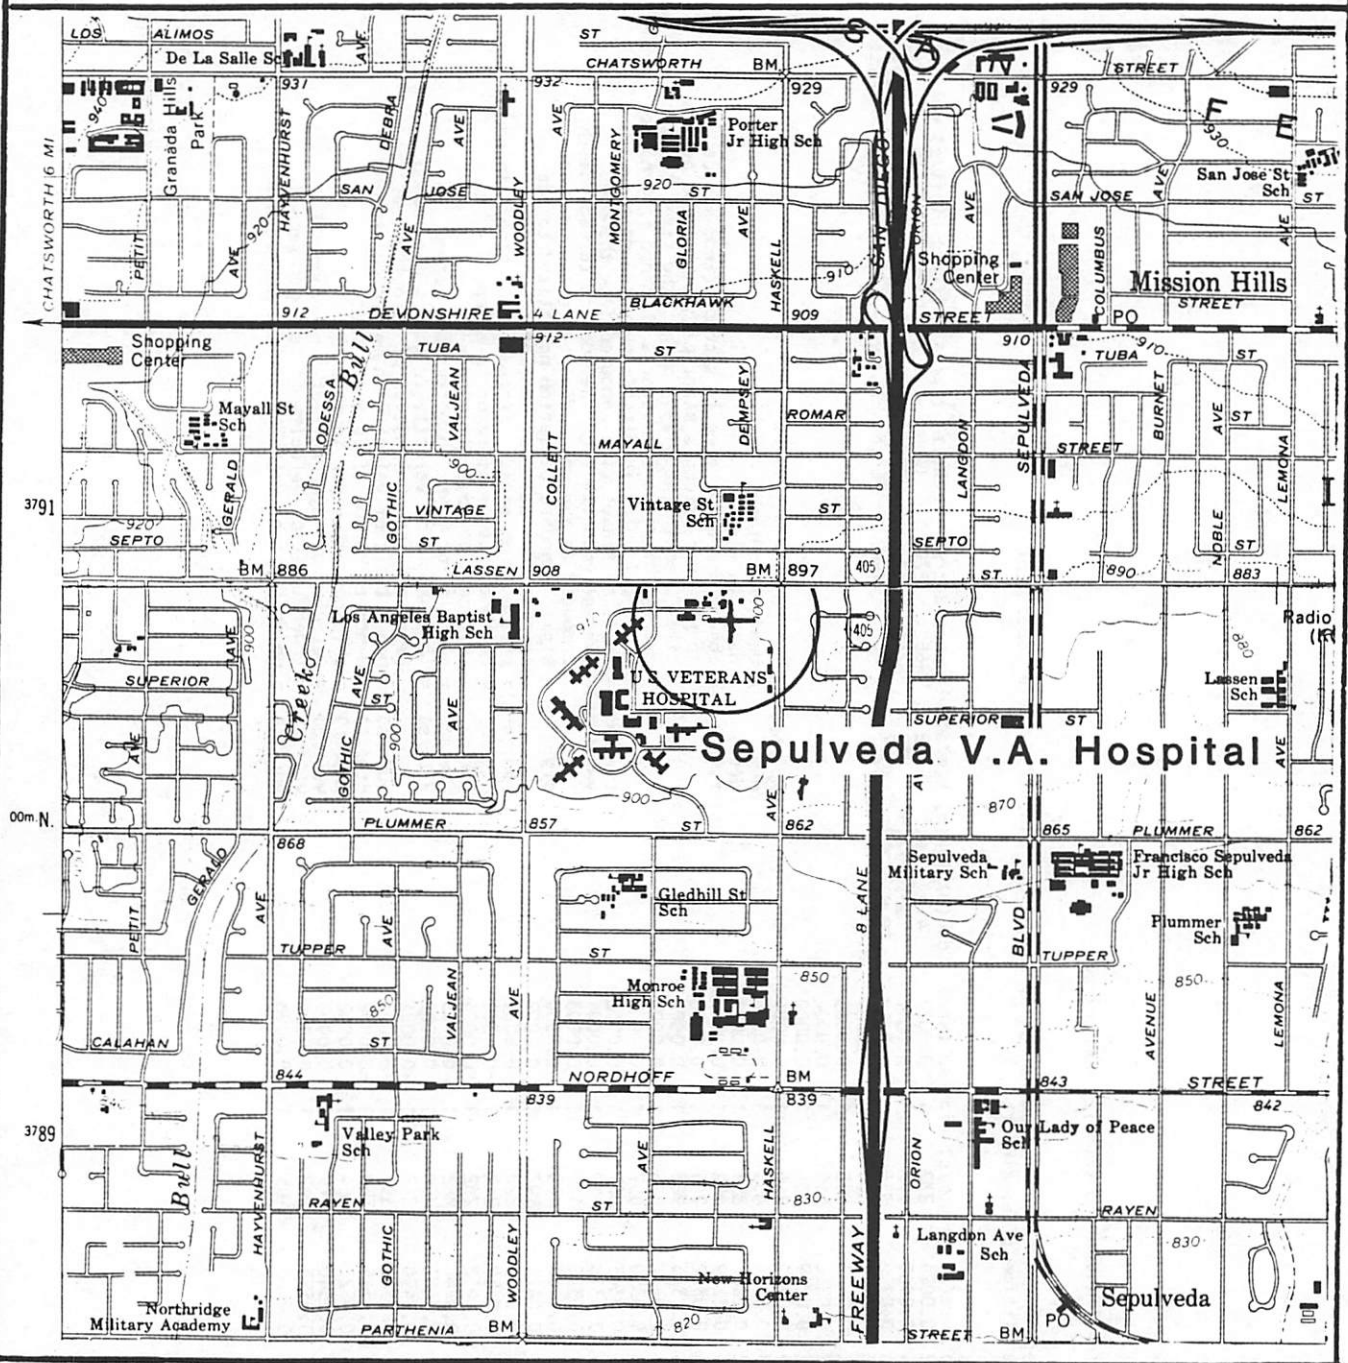 LOS ALIMOS
AVE
ST
De La Salle Sch
CHATSWORTH BM
STREET
931
932
929
929
940
Granada Hills
Park
HAYVENHURST
DEBRA
AVE
AVE
MONTGOMERY
Porter
Jr High Sch
SAN DIEGO
930
San Jose St
Sch
CHATSWORTH 6 MI
SAN JOSE
920 ST
WOODLEY
ORION
AVE
SAN JOSE AVE ST
920
PETIT
AVE
AVE
GLORIA
AVE
HASKELL
910
Shopping
Center
COLUMBUS
AVE
Mission Hills
BLACKHAWK
STREET
912
DEVONSHIRE
4 LANE
909
STREET
PO
Shopping
Center
Bull
TUBA
912
ST
910
TUBA
910
ST
Mayall St
Sch
ODESSA
VALJEAN
DEMPSEY
ROMAR
SEPULVEDA
BURNET
AVE
ST
MAYALL
STREET
GERALD
900
COLLETT
LANGDON
LEMONA
3791
920
GOTHIC
VINTAGE
Vintage St
Sch
ST
I
SEPTO
ST
SEPTO
NOBLE
ST
BM 886
LASSEN 908
BM 897
405
ST
890
883
Los Angeles Baptist
High Sch
910
900
405
Radio
AVE
900
880
SUPERIOR
Creek
AVE
ST
AVE
U S VETERANS
HOSPITAL
Lassen
Sch
SUPERIOR
ST
AVE
GOTHIC
900
Sepulveda V.A. Hospital
AVE
900
AVE
870
00m.N.
PLUMMER
857
ST
862
865
PLUMMER
862
868
GERALD
Sepulveda
Military Sch
Francisco Sepulveda
Jr High Sch
PETIT
AVE
AVE
Gledhill St
Sch
8 LANE
BLVD
Plummer
Sch
TUPPER
ST
TUPPER
850
VALJEAN
AVE
Monroe
High Sch
850
AVENUE
850
LEMONA
CALAHAN
ST
844
NORDHOFF
BM
843
STREET
839
839
842
3789
Valley Park
Sch
Our Lady of Peace
Sch
Bull
HAYVENHURST
AVE
HASKELL
ORION
RAYEN
ST
830
RAYEN
GOTHIC
WOODLEY
FREEWAY
Langdon Ave
Sch
830
New Horizons
Center
Northridge
Military Academy
Sepulveda
PARTHENIA
BM
820
STREET
BM
PO